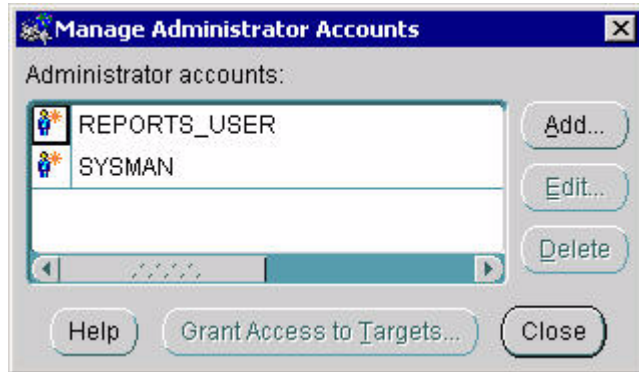 Manage Administrator Accounts
Administrator accounts:
REPORTS_USER
SYSMAN
Add...
Edit...
Delete
Help
Grant Access to Targets...
Close